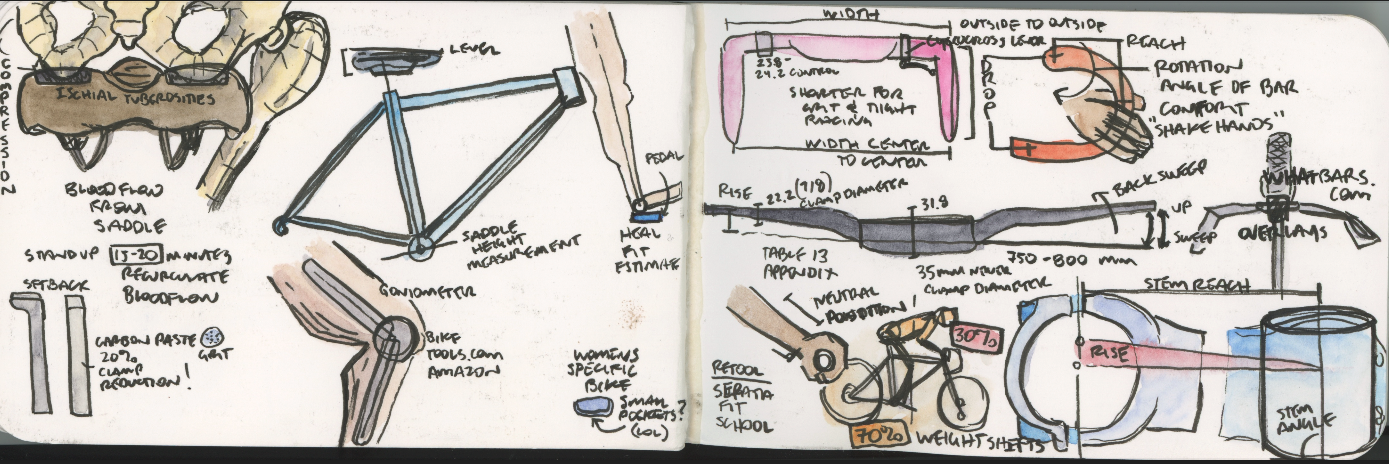 COMPRESSION
ISCHIAL TUBEROSITIES
BLOODFLOW
FROM
SADDLE
STAND UP 15-20 MINUTES
RECIRCULATE
BLOODFLOW
SETBACK
CARBON PASTE
20%
CLAMP
REDUCTION!
GRIT
LEVEL
SADDLE
HEIGHT
MEASUREMENT
GONIOMETER
BIKE
TOOLS.COM
AMAZON
PEDAL
HEAL
FIT
ESTIMATE
WOMENS
SPECIFIC
BIKE
SMALL
POCKETS?
(LOL)
WIDTH
OUTSIDE TO OUTSIDE
CYCLOCROSS LEVER
23.8-
24.2 CONTROL
SHORTER FOR
CRIT & TIGHT
RACING
WIDTH CENTER
TO CENTER
DROP
REACH
ROTATION
ANGLE OF BAR
COMFORT
"SHAKE HANDS"
RISE
22.2 (7/8)
CLAMP DIAMETER
31.8
BACKSWEEP
UP
SWEEP
WHATBARS.
COM
OVERLAYS
TABLE 13
APPENDIX
35mm
CLAMP DIAMETER
750-800 mm
NEUTRAL
POSITION!
30%
70% WEIGHT SHIFTS
RETOOL
FIT
SCHOOL
STEM REACH
RISE
STEM
ANGLE